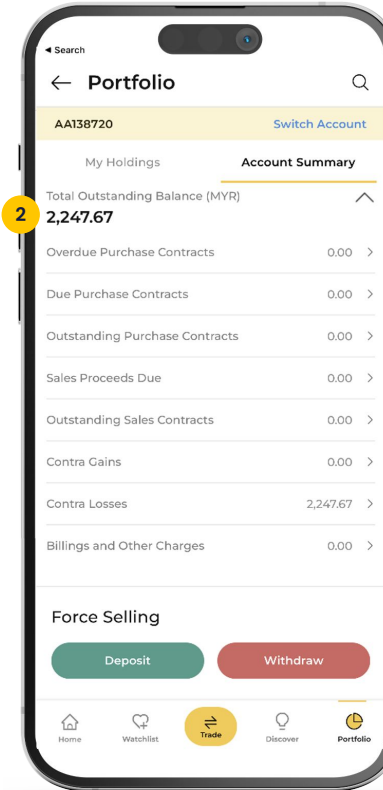 ◂ Search
← Portfolio
AA138720 Switch Account
My Holdings Account Summary
Total Outstanding Balance (MYR)
2 2,247.67
Overdue Purchase Contracts 0.00 >
Due Purchase Contracts 0.00 >
Outstanding Purchase Contracts 0.00 >
Sales Proceeds Due 0.00 >
Outstanding Sales Contracts 0.00 >
Contra Gains 0.00 >
Contra Losses 2,247.67 >
Billings and Other Charges 0.00 >
Force Selling
Deposit Withdraw
Home Watchlist Trade Discover Portfolio